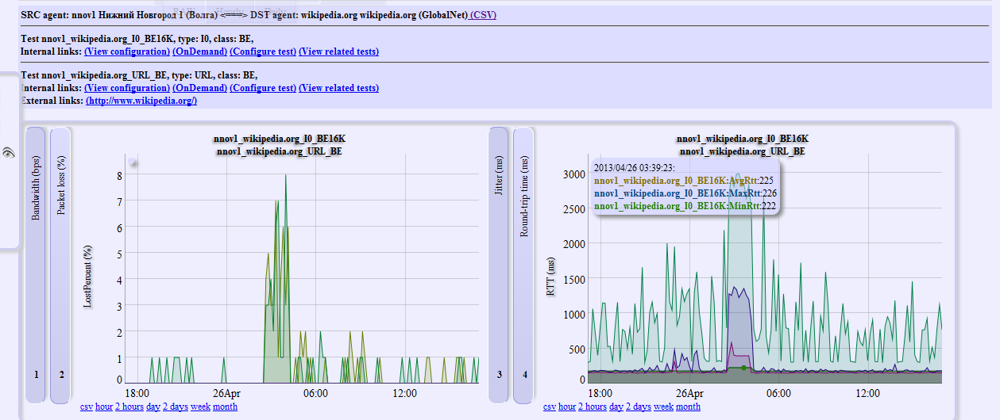 RAW Hourly Daily
SRC agent: nnov1 Нижний Новгород 1 (Волга) <===> DST agent: wikipedia.org wikipedia.org (GlobalNet) (CSV)
Test nnov1_wikipedia.org_I0_BE16K, type: I0, class: BE,
Internal links: (View configuration) (OnDemand) (Configure test) (View related tests)
Test nnov1_wikipedia.org_URL_BE, type: URL, class: BE,
Internal links: (View configuration) (OnDemand) (Configure test) (View related tests)
External links: (http://www.wikipedia.org/)
Bandwidth (bps)
1
Packet loss (%)
2
nnov1_wikipedia.org_I0_BE16K
nnov1_wikipedia.org_URL_BE
LostPercent (%)
8
7
6
5
4
3
2
1
0
18:00 26Apr 06:00 12:00
csv hour 2 hours day 2 days week month
Jitter (ms)
3
Round-trip time (ms)
4
nnov1_wikipedia.org_I0_BE16K
nnov1_wikipedia.org_URL_BE
2013/04/26 03:39:23:
nnov1_wikipedia.org_I0_BE16K:AvgRtt:225
nnov1_wikipedia.org_I0_BE16K:MaxRtt:226
nnov1_wikipedia.org_I0_BE16K:MinRtt:222
RTT (ms)
3000
2500
2000
1500
1000
500
0
18:00 26Apr 06:00 12:00
csv hour 2 hours day 2 days week month